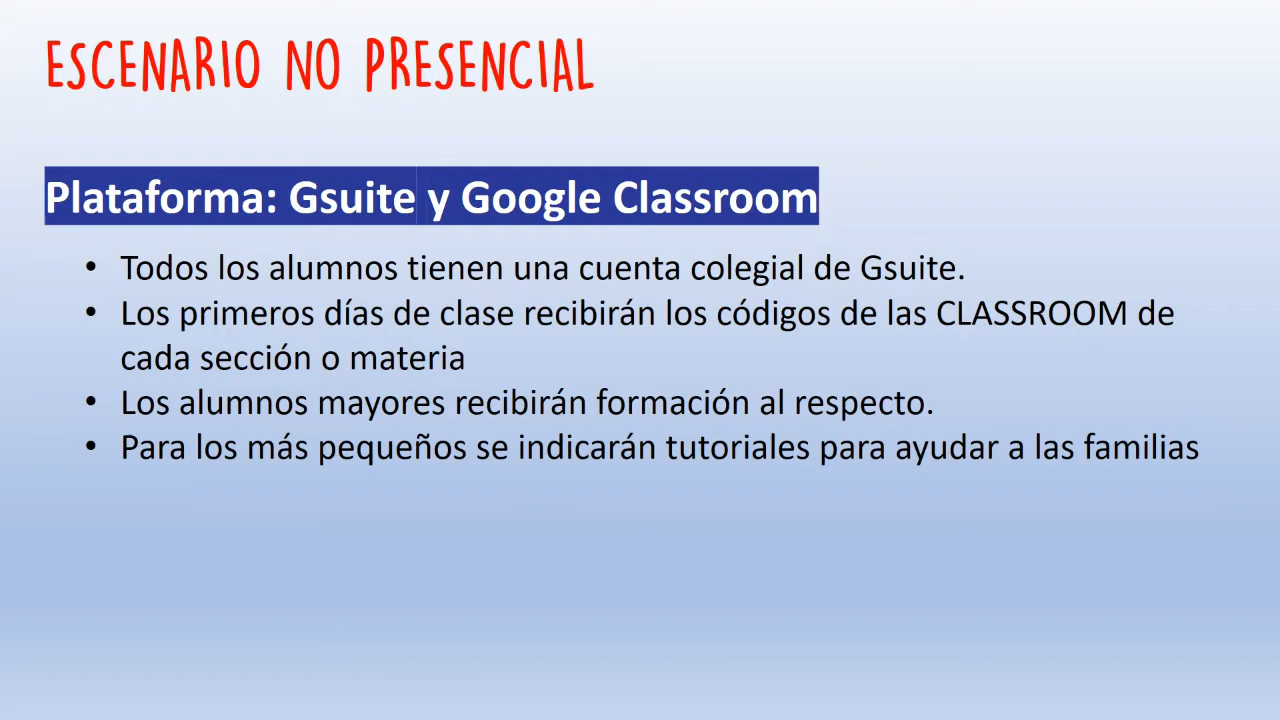 ESCENARIO NO PRESENCIAL
Plataforma: Gsuite y Google Classroom
• Todos los alumnos tienen una cuenta colegial de Gsuite.
• Los primeros días de clase recibirán los códigos de las CLASSROOM de
cada sección o materia
• Los alumnos mayores recibirán formación al respecto.
• Para los más pequeños se indicarán tutoriales para ayudar a las familias